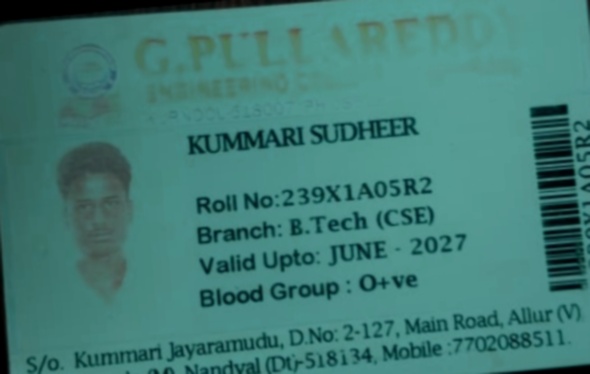 G.PULLAREDDY
ENGINEERING
KUMMARI SUDHEER
Roll No:239X1A05R2
Branch: B.Tech (CSE)
Valid Upto: JUNE - 2027
Blood Group : O+ve
S/o. Kummari Jayaramudu, D.No: 2-127, Main Road, Allur (V)
Nandyal (Dt)-518134, Mobile :7702088511.
239X1A05R2